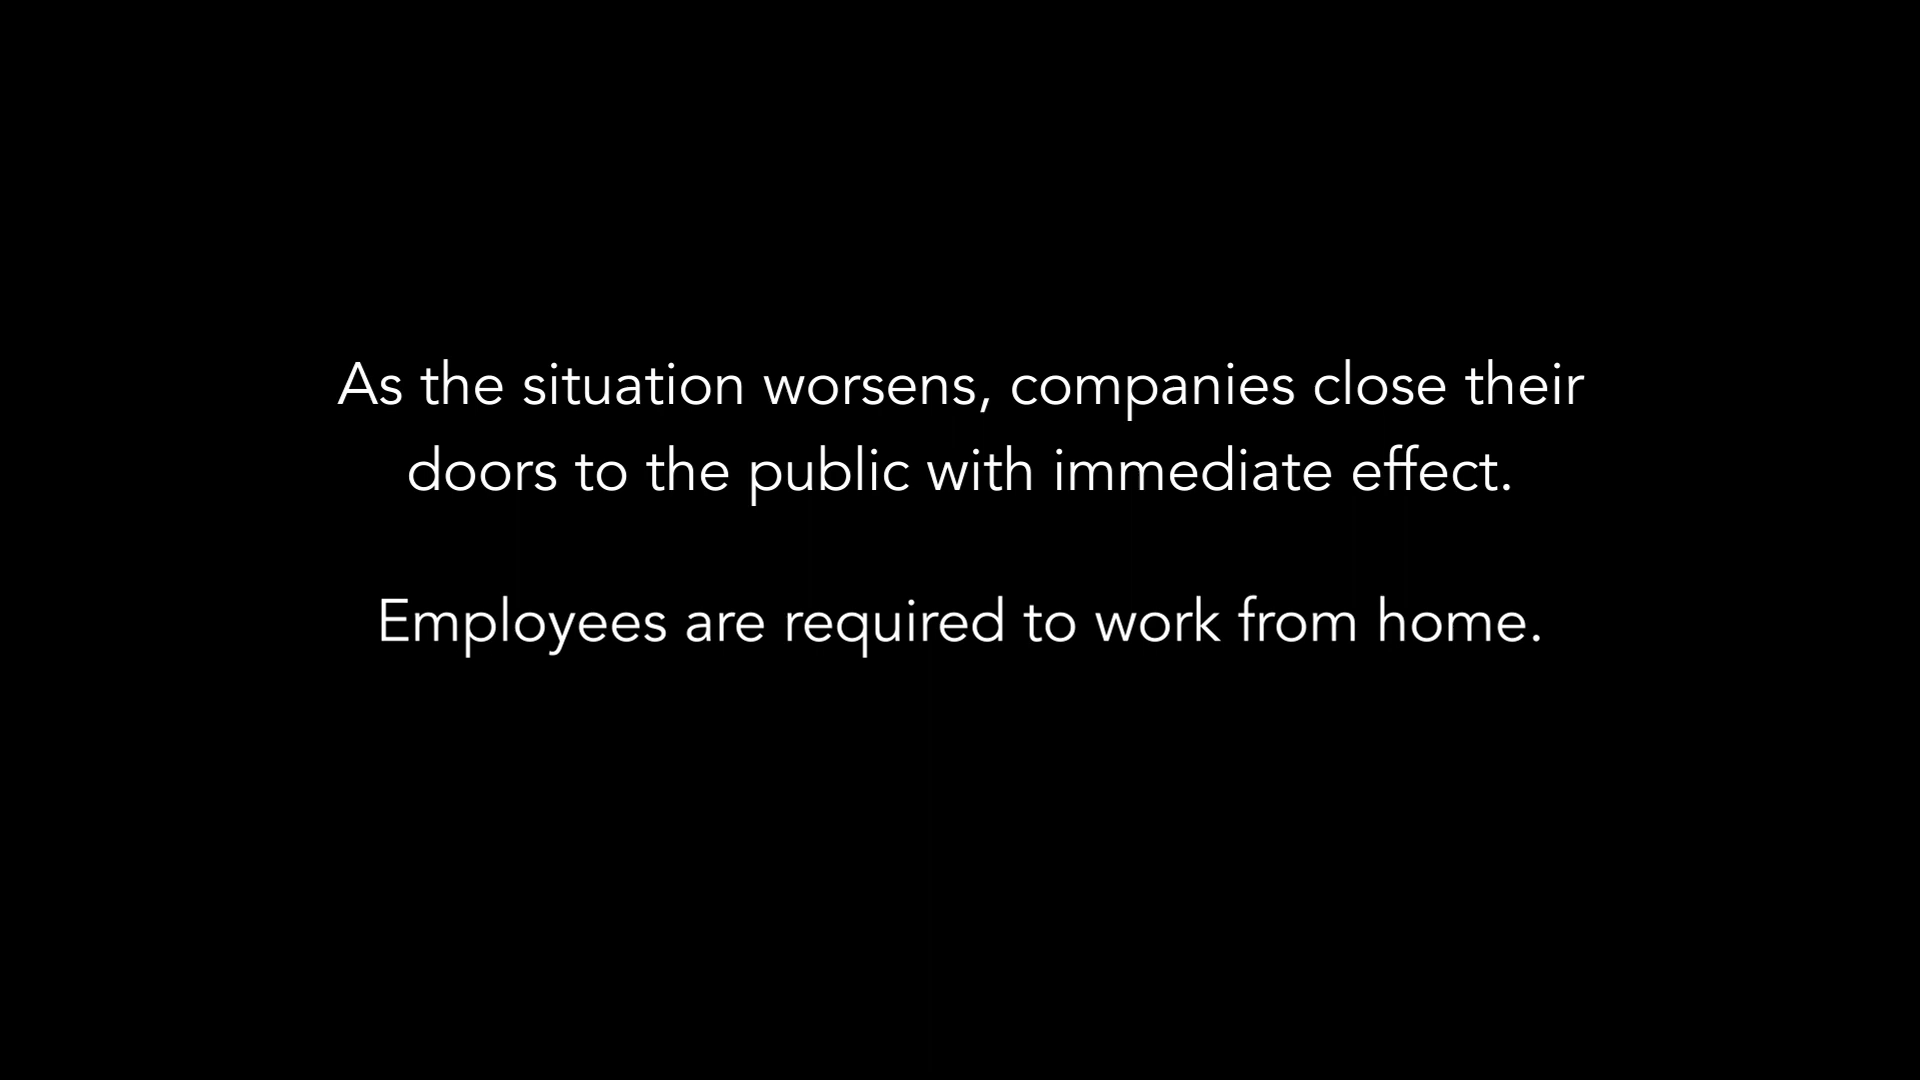 As the situation worsens, companies close their
doors to the public with immediate effect.
Employees are required to work from home.